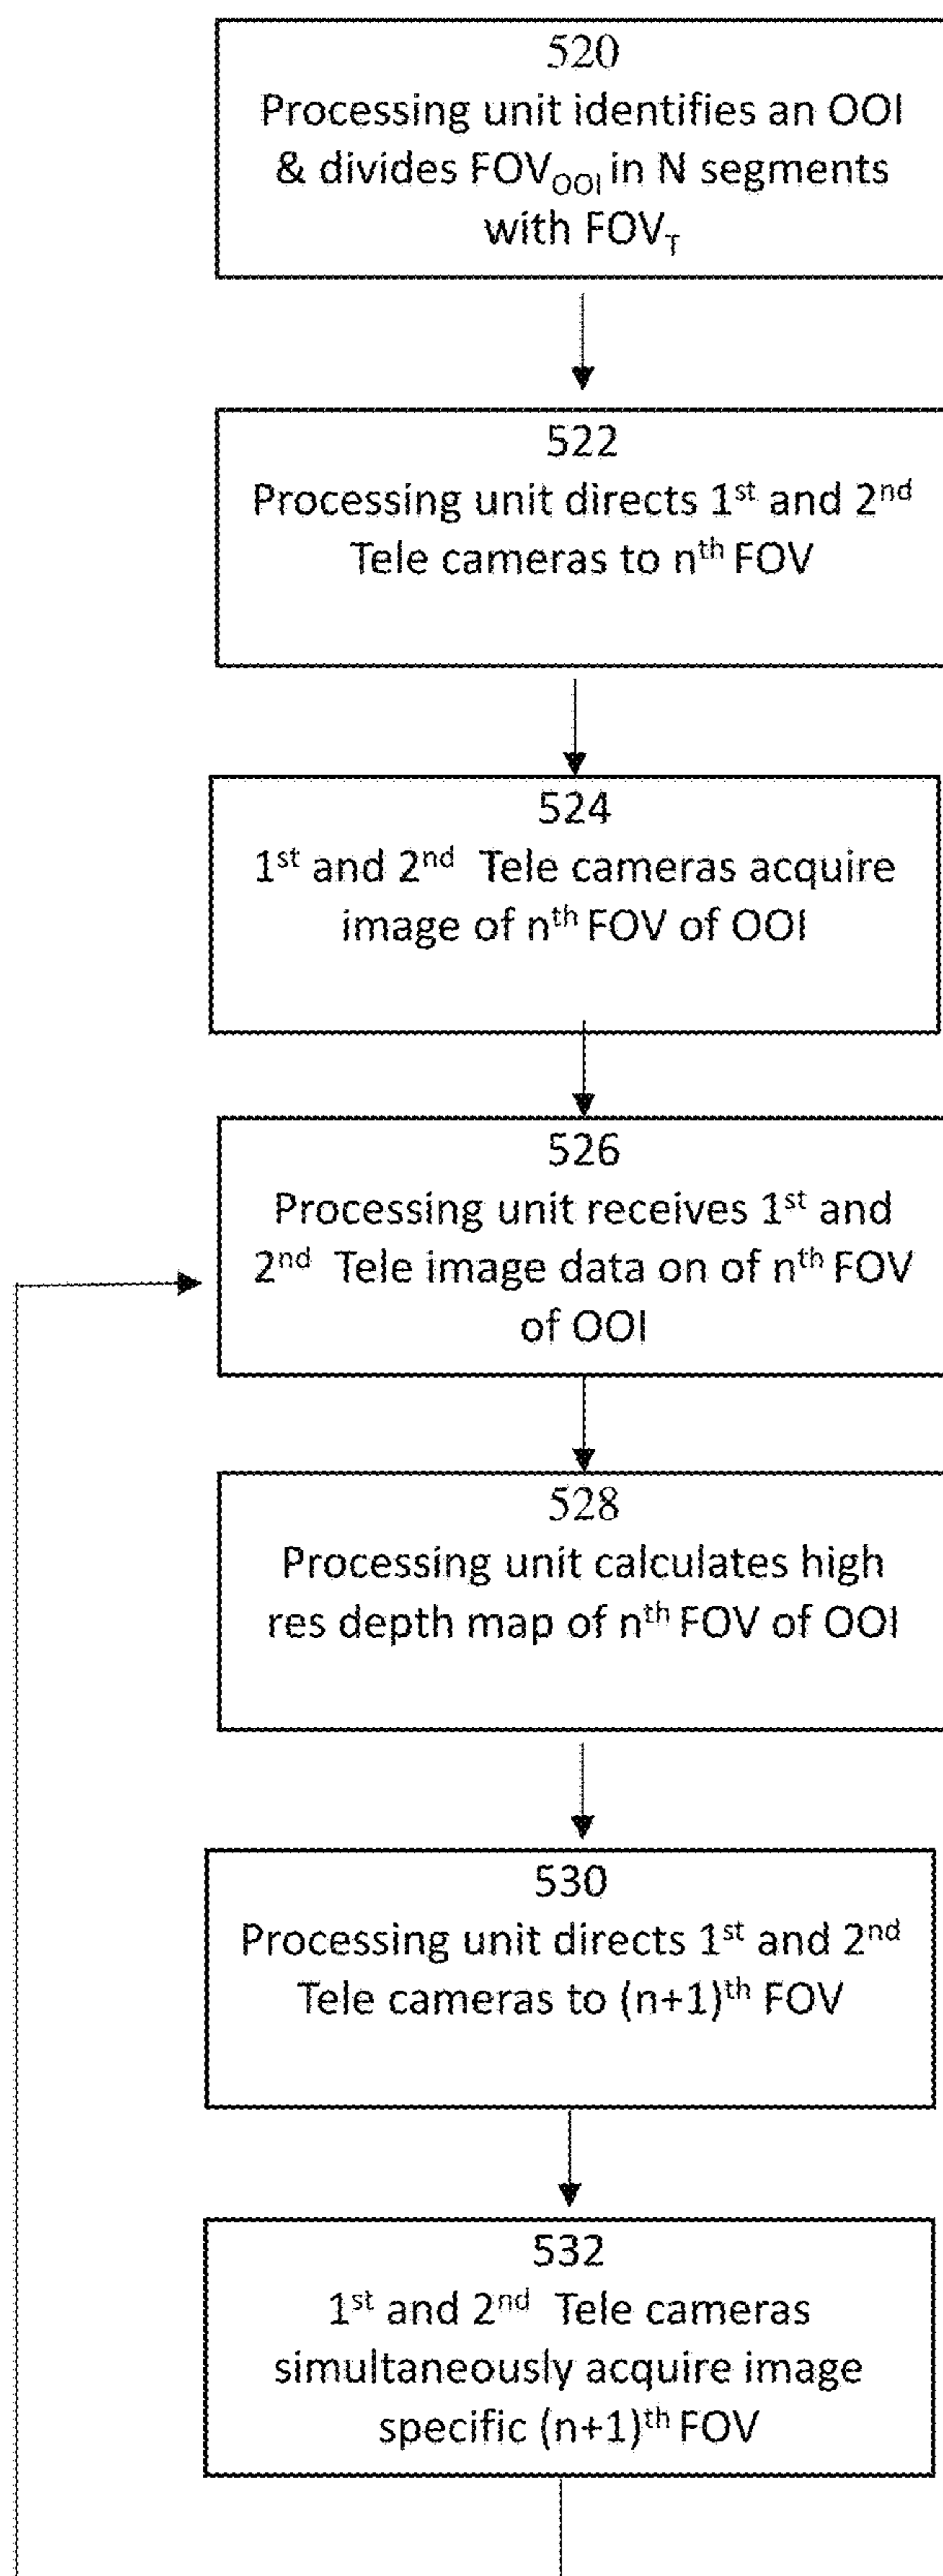 520
Processing unit identifies an OOI
& divides FOV_OOI in N segments
with FOV_T
522
Processing unit directs 1st and 2nd
Tele cameras to nth FOV
524
1st and 2nd Tele cameras acquire
image of nth FOV of OOI
526
Processing unit receives 1st and
2nd Tele image data on of nth FOV
of OOI
528
Processing unit calculates high
res depth map of nth FOV of OOI
530
Processing unit directs 1st and 2nd
Tele cameras to (n+1)th FOV
532
1st and 2nd Tele cameras
simultaneously acquire image
specific (n+1)th FOV